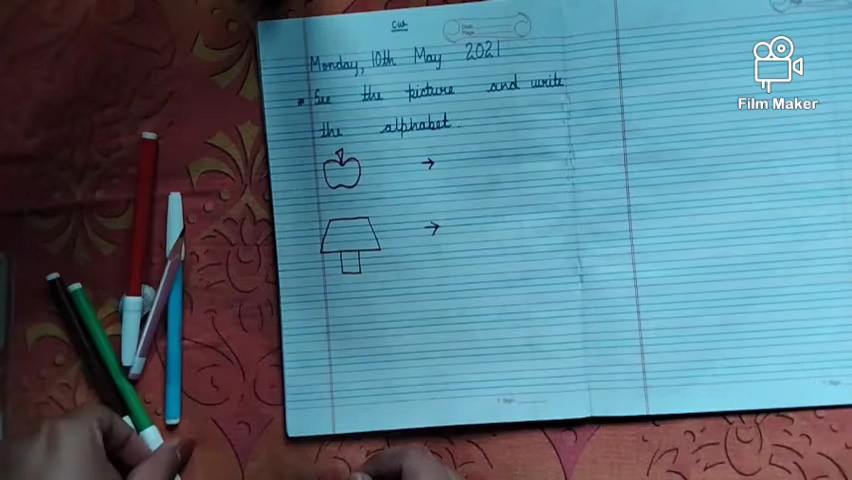 C.W
Monday, 10th May 2021
See the picture and write
the alphabet.
Film Maker